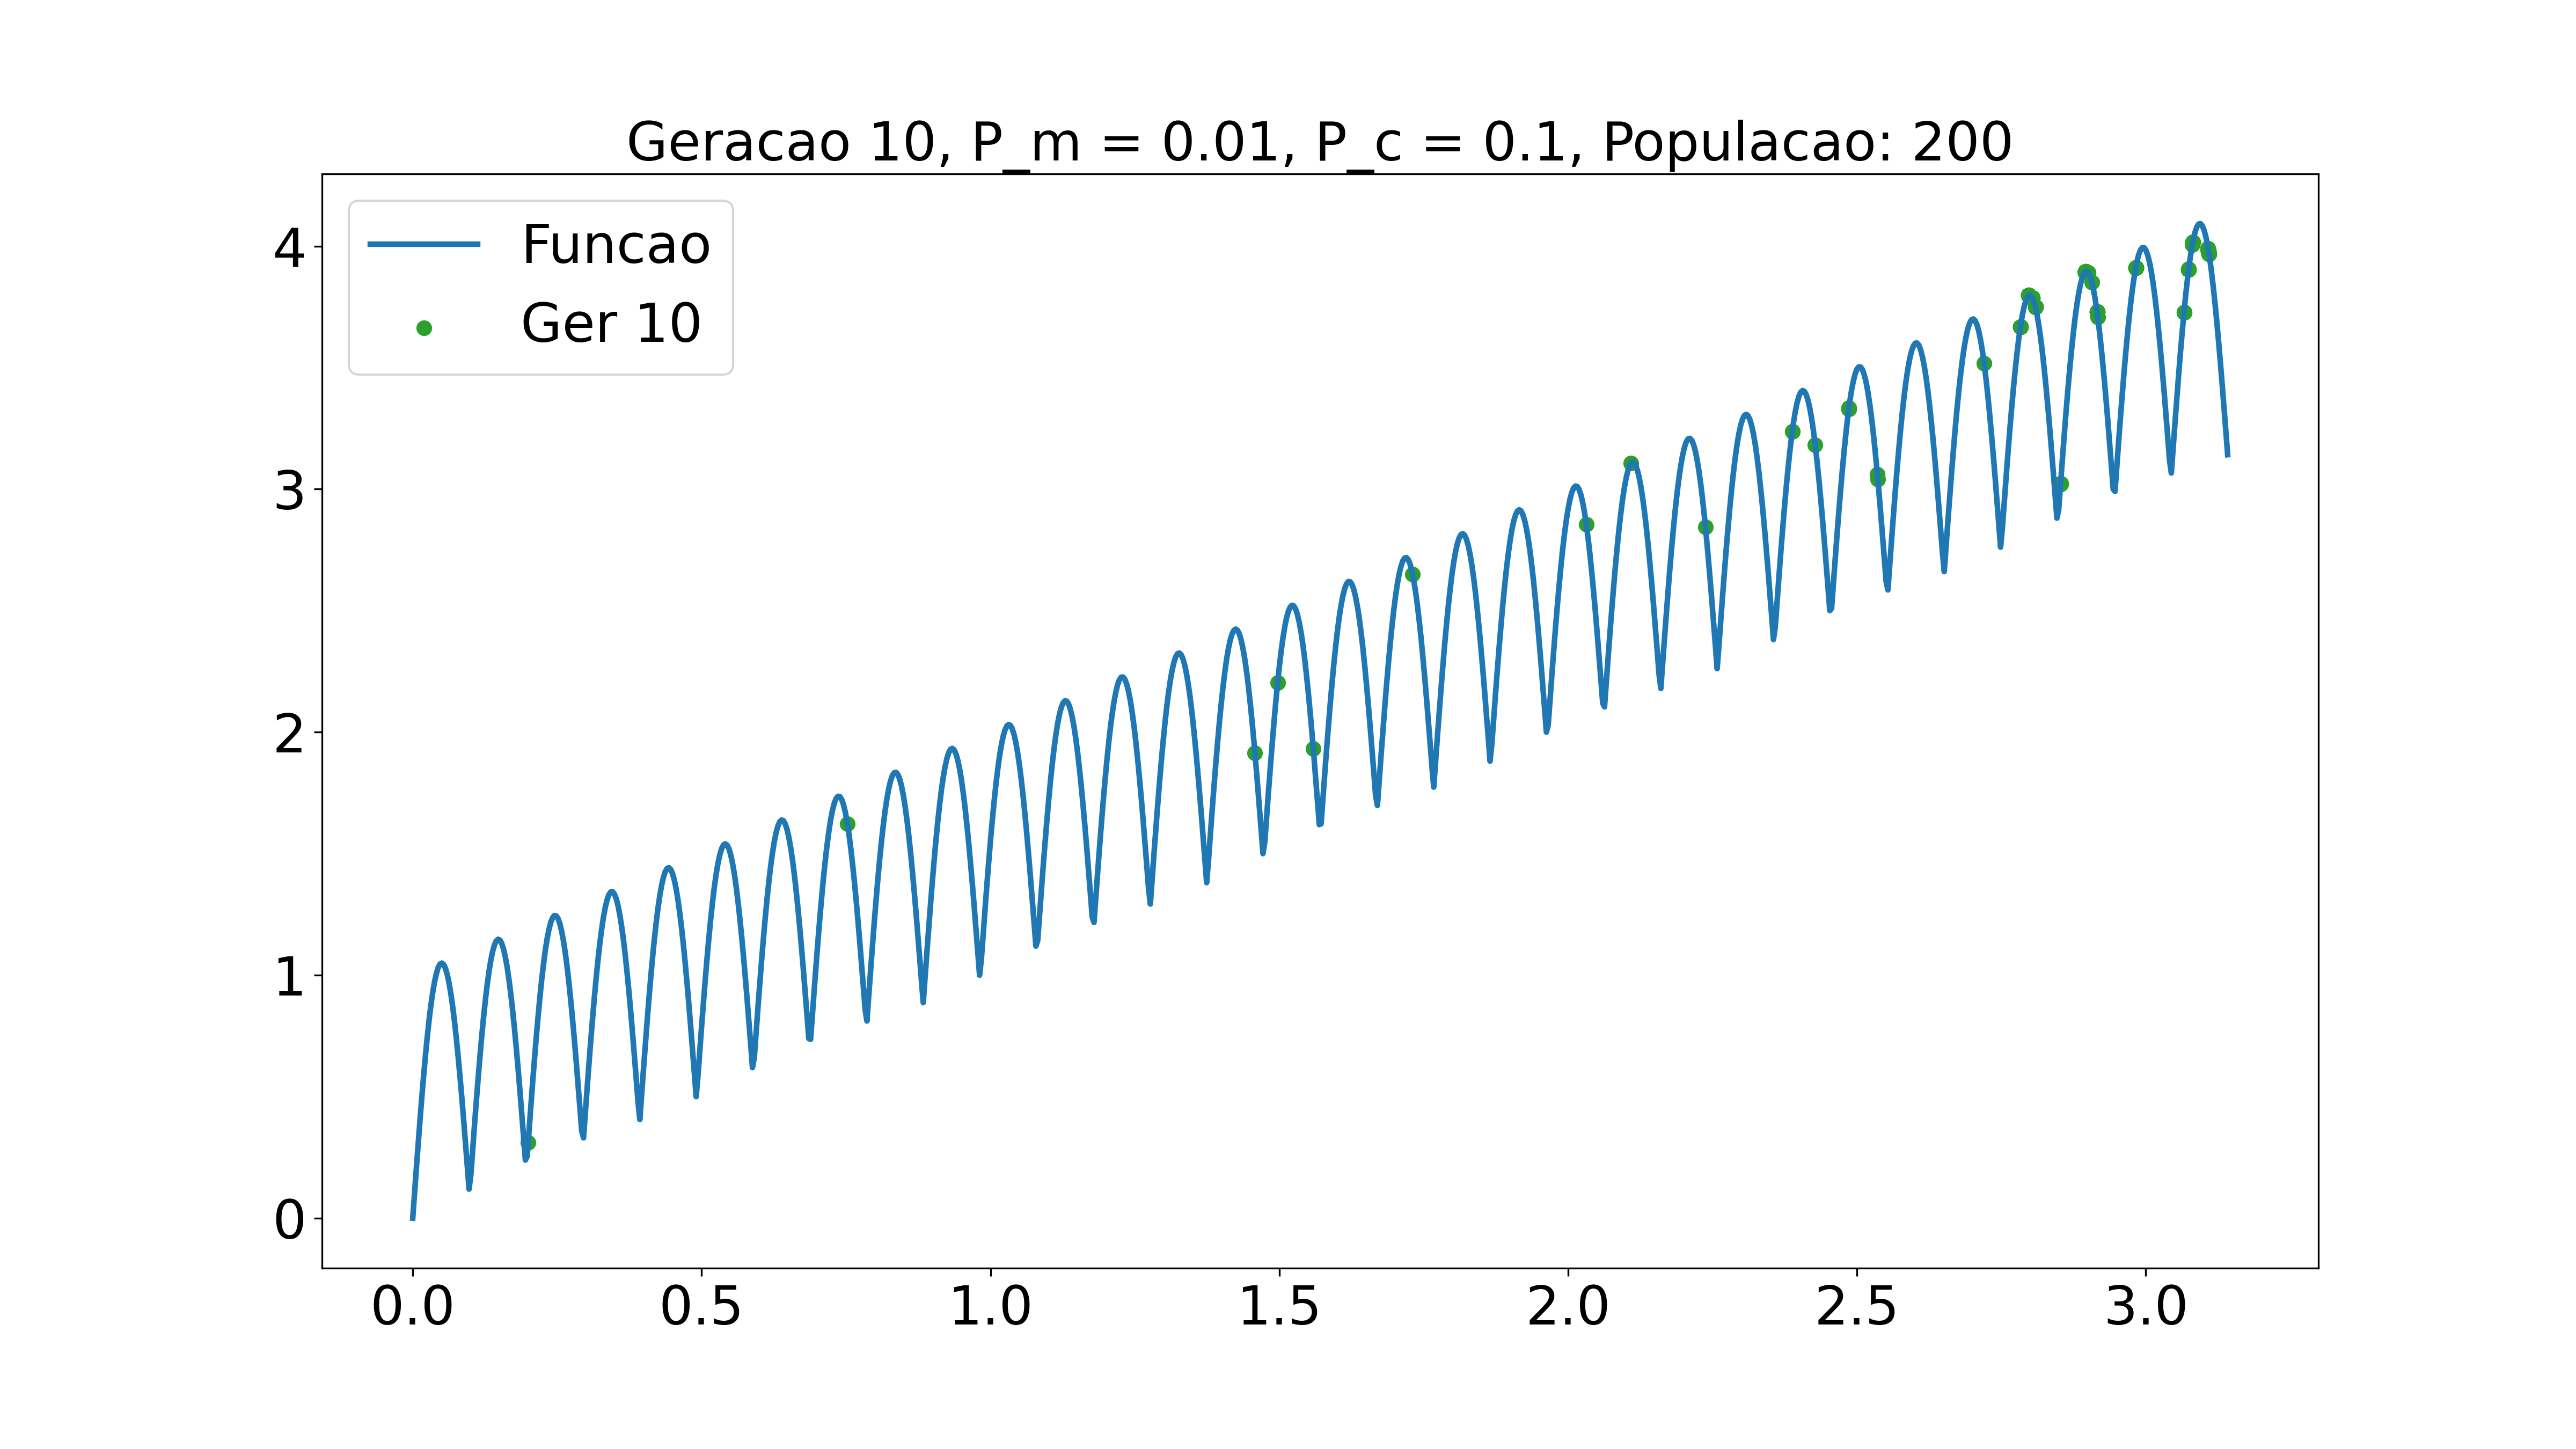 Geracao 10, P_m = 0.01, P_c = 0.1, Populacao: 200
Funcao
Ger 10
4
3
2
1
0
0.0 0.5 1.0 1.5 2.0 2.5 3.0